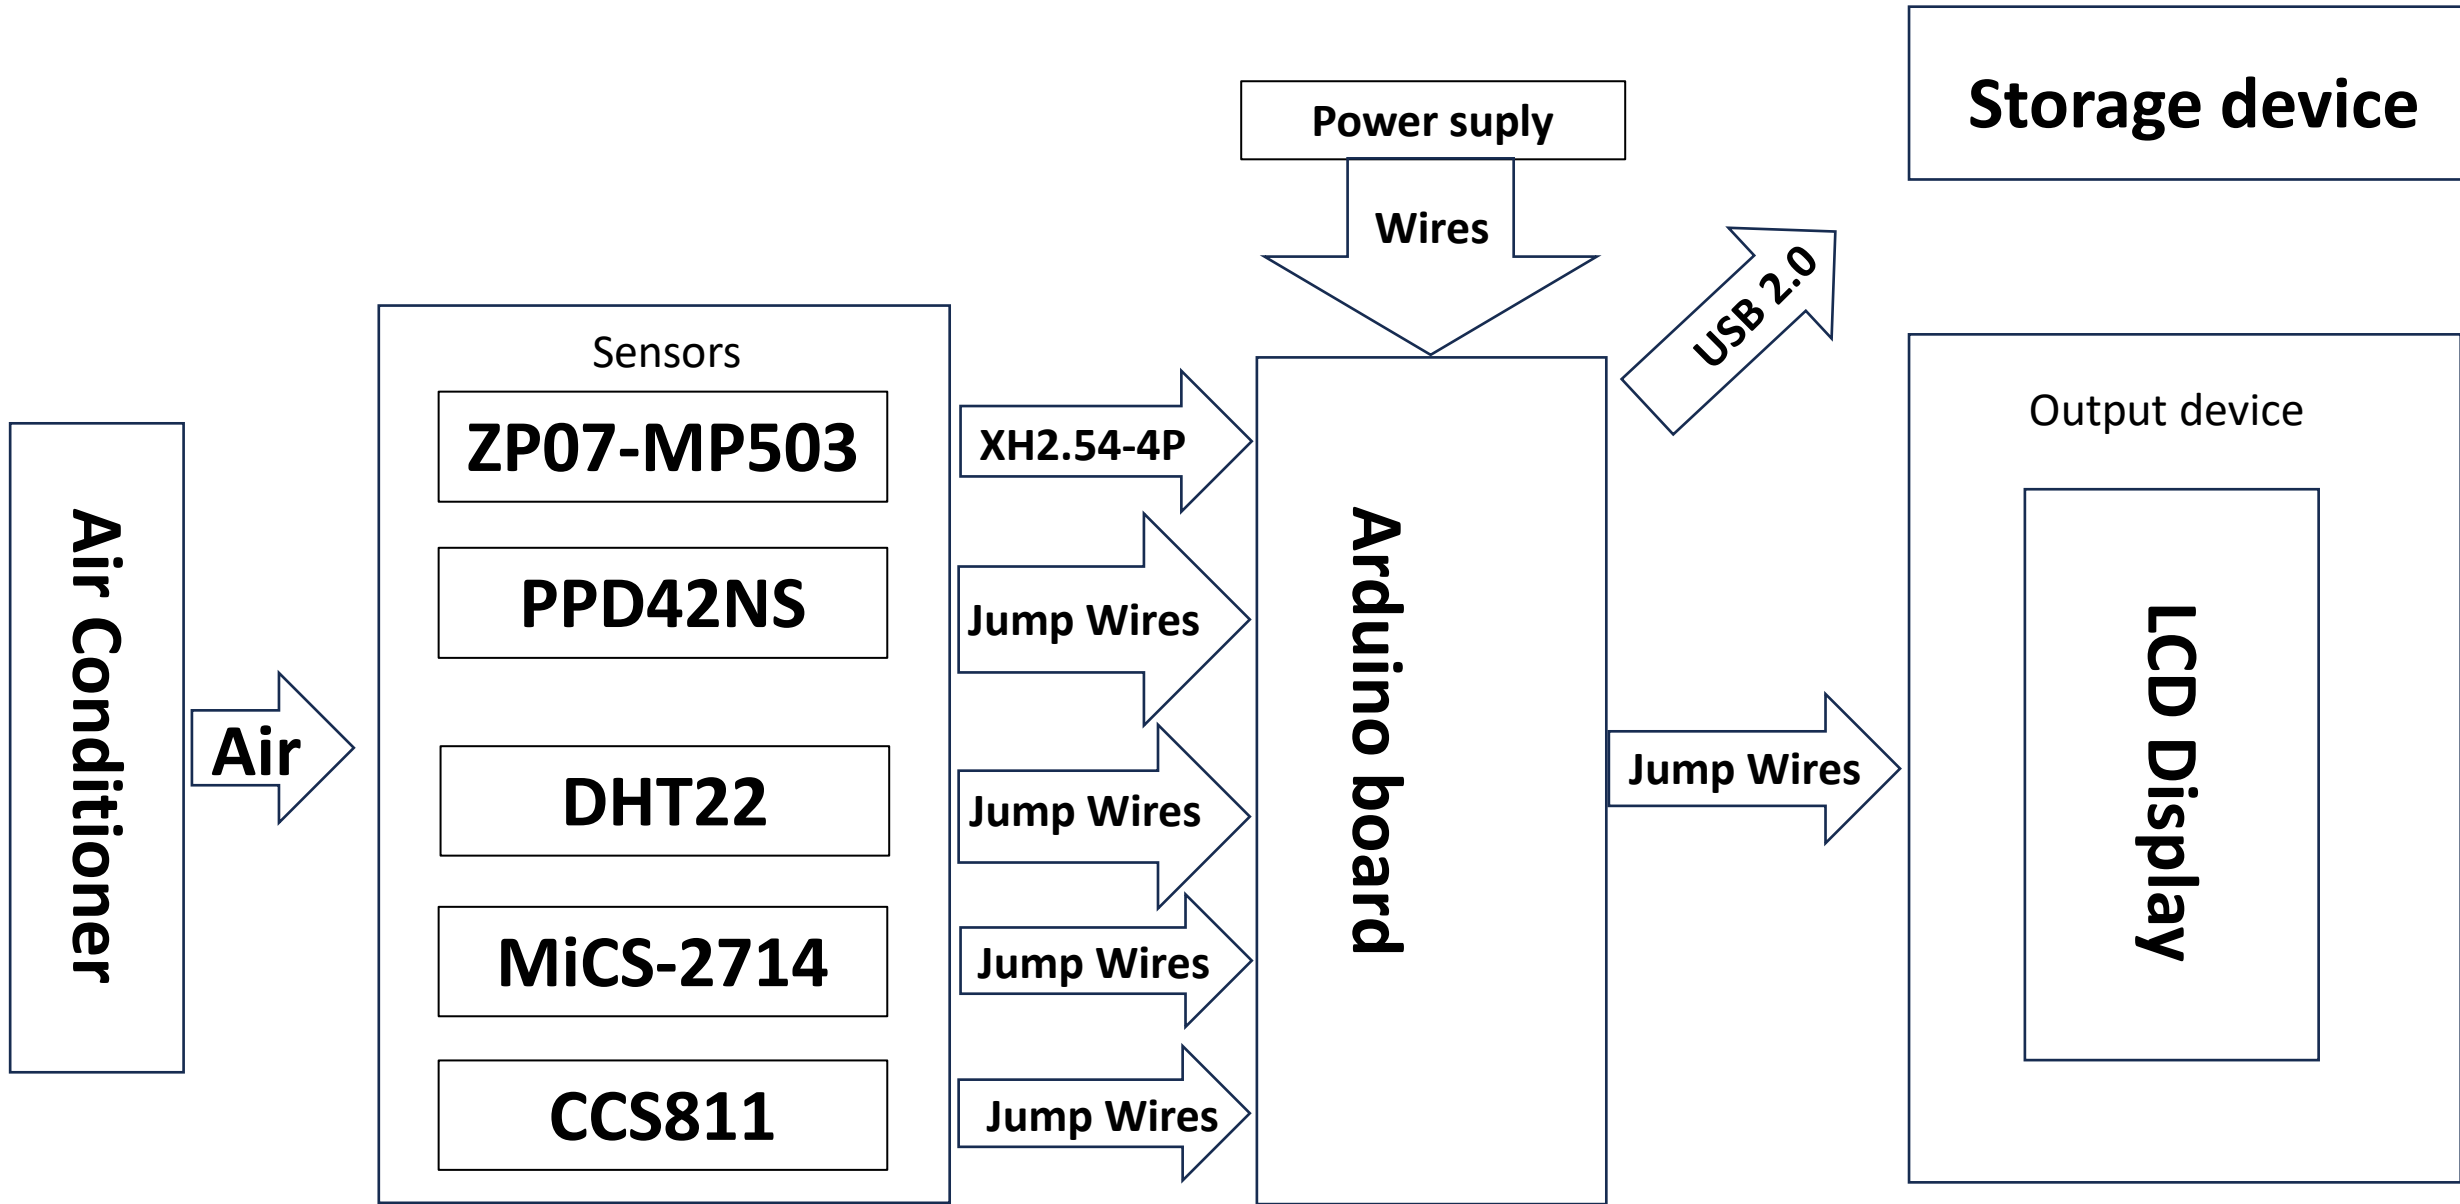 Storage device
Power suply
Wires
USB 2.0
Sensors
ZP07-MP503
XH2.54-4P
Output device
Air Conditioner
Air
PPD42NS
Jump Wires
Arduino board
DHT22
Jump Wires
Jump Wires
LCD Display
MiCS-2714
Jump Wires
CCS811
Jump Wires